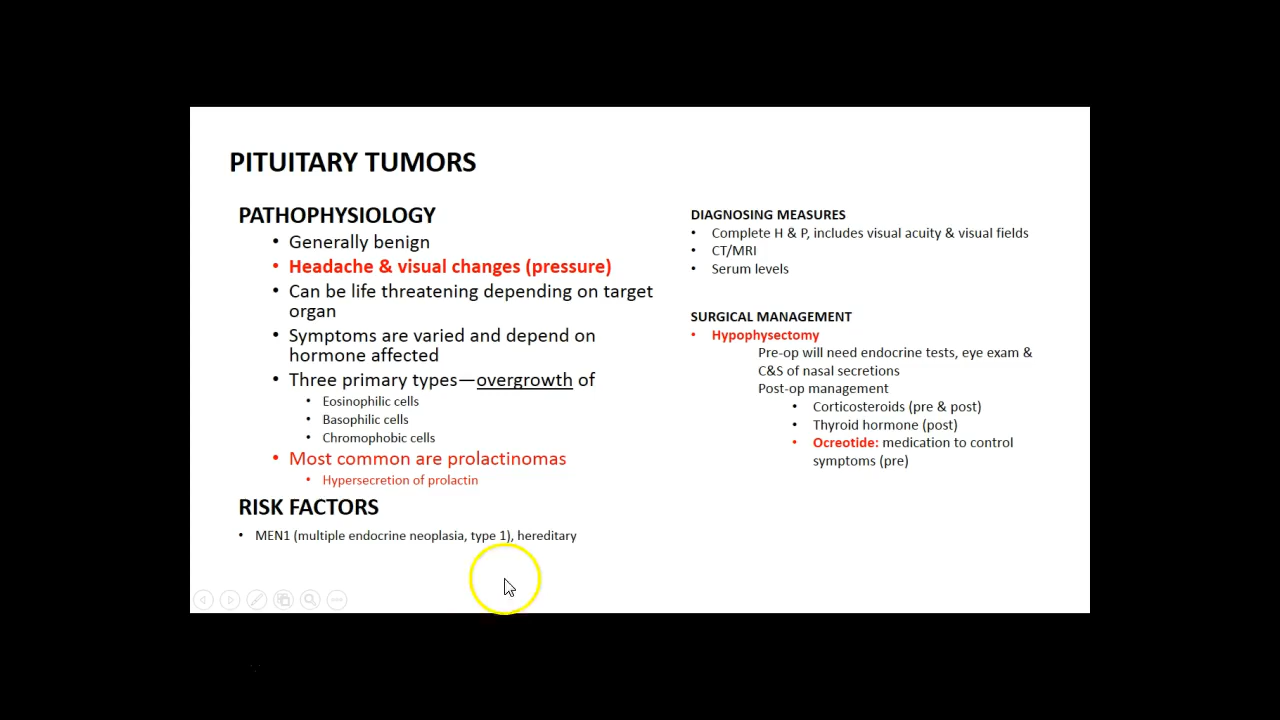 PITUITARY TUMORS
PATHOPHYSIOLOGY
• Generally benign
• Headache & visual changes (pressure)
• Can be life threatening depending on target
organ
• Symptoms are varied and depend on
hormone affected
• Three primary types—overgrowth of
• Eosinophilic cells
• Basophilic cells
• Chromophobic cells
• Most common are prolactinomas
• Hypersecretion of prolactin
RISK FACTORS
• MEN1 (multiple endocrine neoplasia, type 1), hereditary
DIAGNOSING MEASURES
• Complete H & P, includes visual acuity & visual fields
• CT/MRI
• Serum levels
SURGICAL MANAGEMENT
• Hypophysectomy
Pre-op will need endocrine tests, eye exam &
C&S of nasal secretions
Post-op management
• Corticosteroids (pre & post)
• Thyroid hormone (post)
• Ocreotide: medication to control
symptoms (pre)